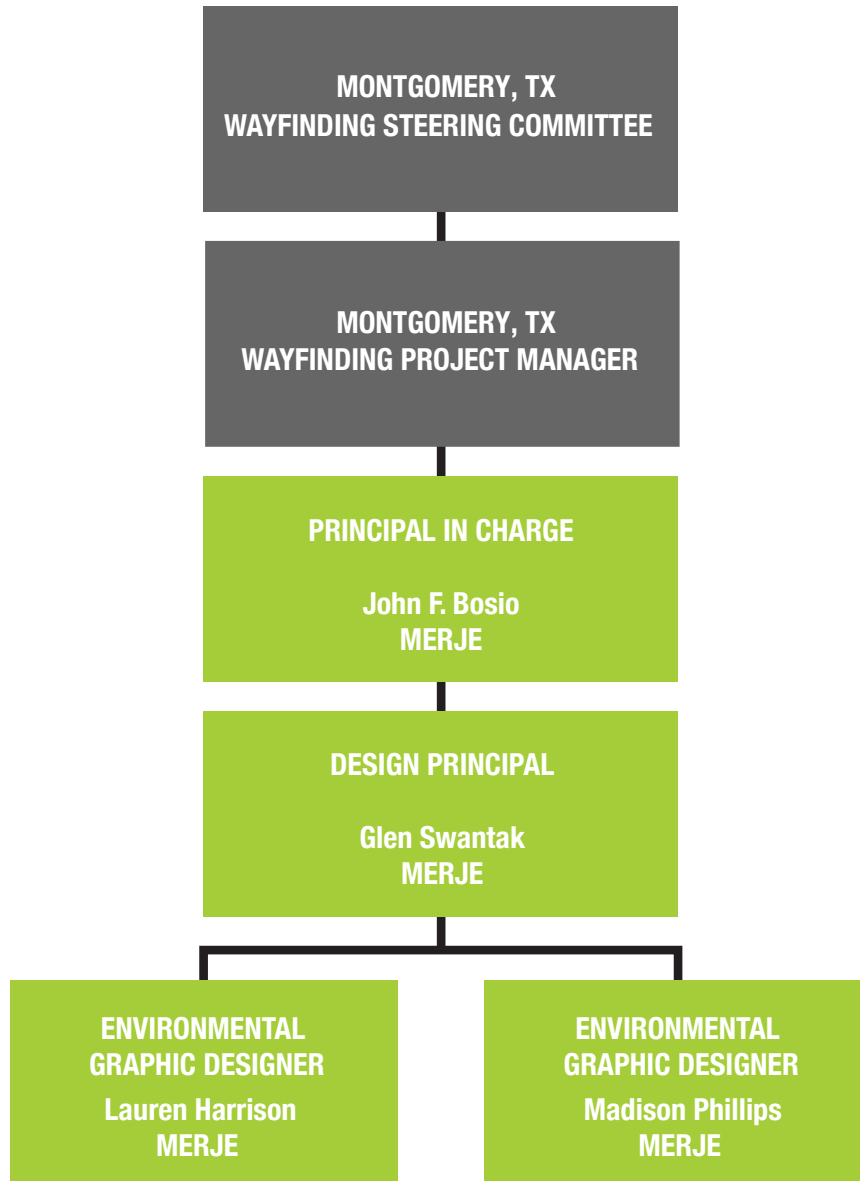 MONTGOMERY, TX
WAYFINDING STEERING COMMITTEE
MONTGOMERY, TX
WAYFINDING PROJECT MANAGER
PRINCIPAL IN CHARGE
John F. Bosio
MERJE
DESIGN PRINCIPAL
Glen Swantak
MERJE
ENVIRONMENTAL
GRAPHIC DESIGNER
Lauren Harrison
MERJE
ENVIRONMENTAL
GRAPHIC DESIGNER
Madison Phillips
MERJE